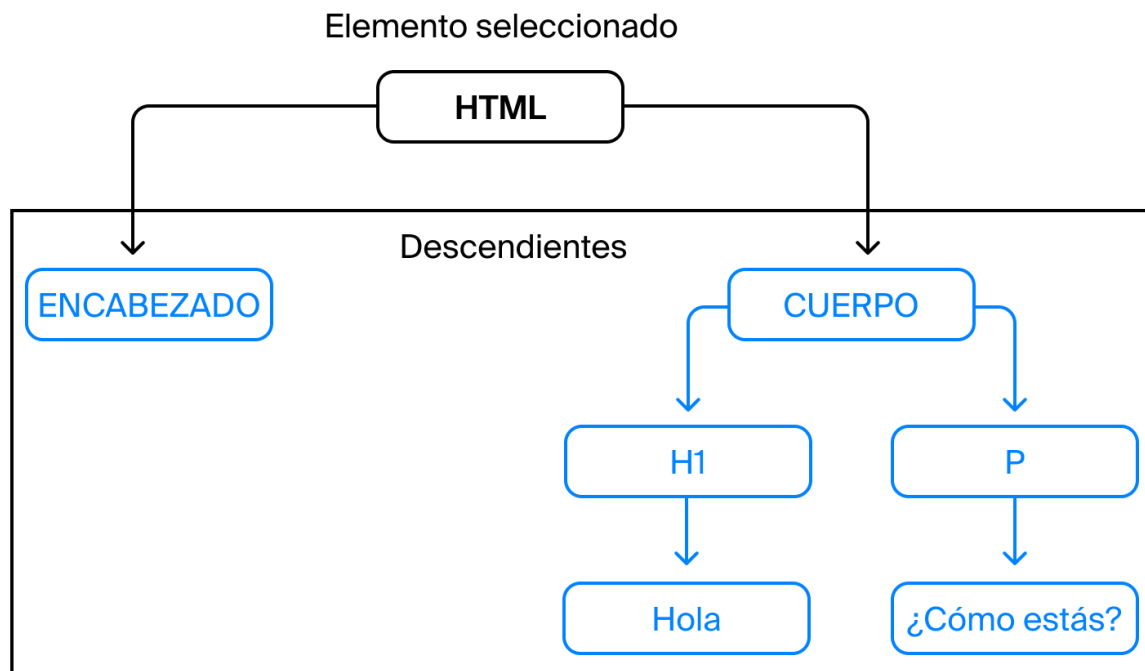 Elemento seleccionado
HTML
Descendientes
ENCABEZADO
CUERPO
H1
P
Hola
¿Cómo estás?